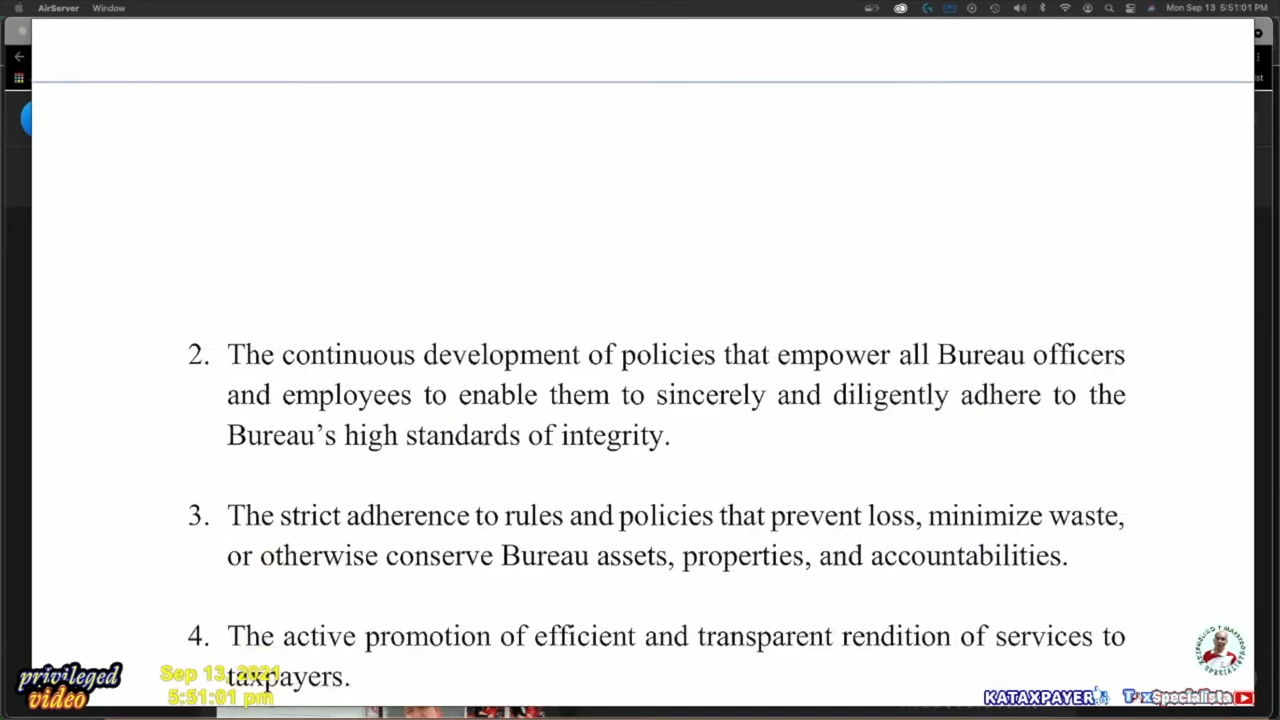 AirServer Window Mon Sep 13 5:51:01 PM
2. The continuous development of policies that empower all Bureau officers
and employees to enable them to sincerely and diligently adhere to the
Bureau's high standards of integrity.
3. The strict adherence to rules and policies that prevent loss, minimize waste,
or otherwise conserve Bureau assets, properties, and accountabilities.
4. The active promotion of efficient and transparent rendition of services to
taxpayers.
privileged
video
Sep 13, 2021
5:51:01 pm
KATAXPAYER
TaxSpecialista